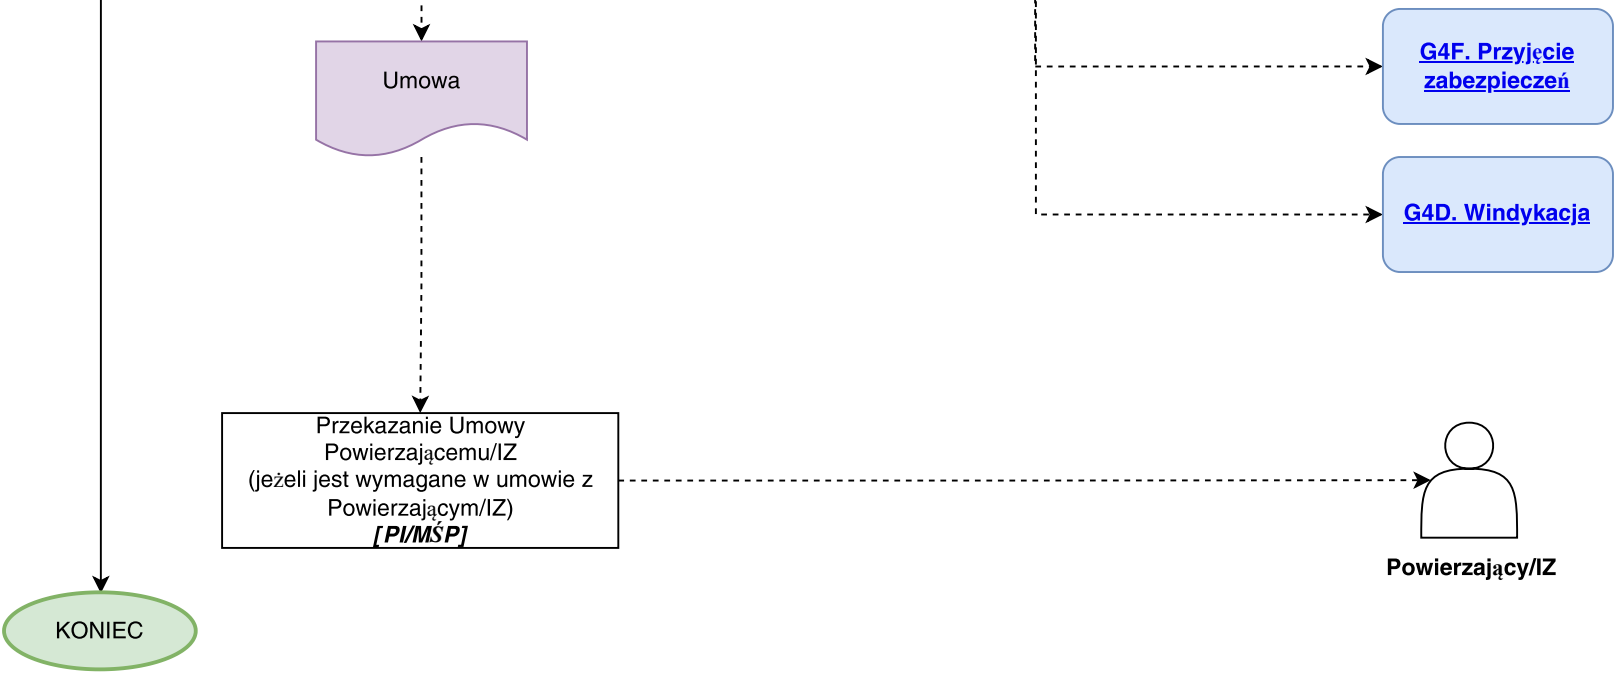 G4F. Przyjęcie
zabezpieczeń
Umowa
G4D. Windykacja
Przekazanie Umowy
Powierzającemu/IZ
(jeżeli jest wymagane w umowie z
Powierzającym/IZ)
[PI/MŚP]
Powierzający/IZ
KONIEC